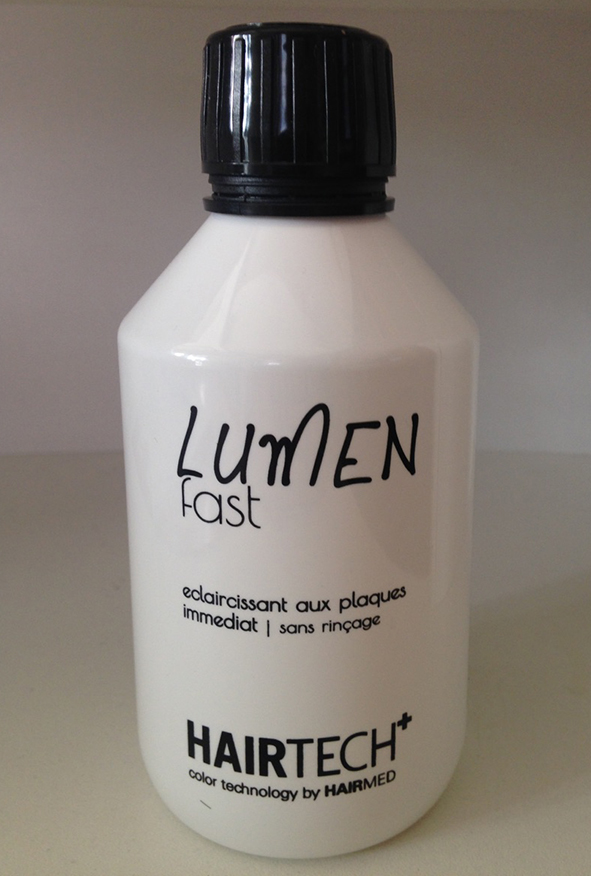 LUMEN
fast
eclaircissant aux plaques
immediat | sans rinçage
HAIRTECH+
color technology by HAIRMED